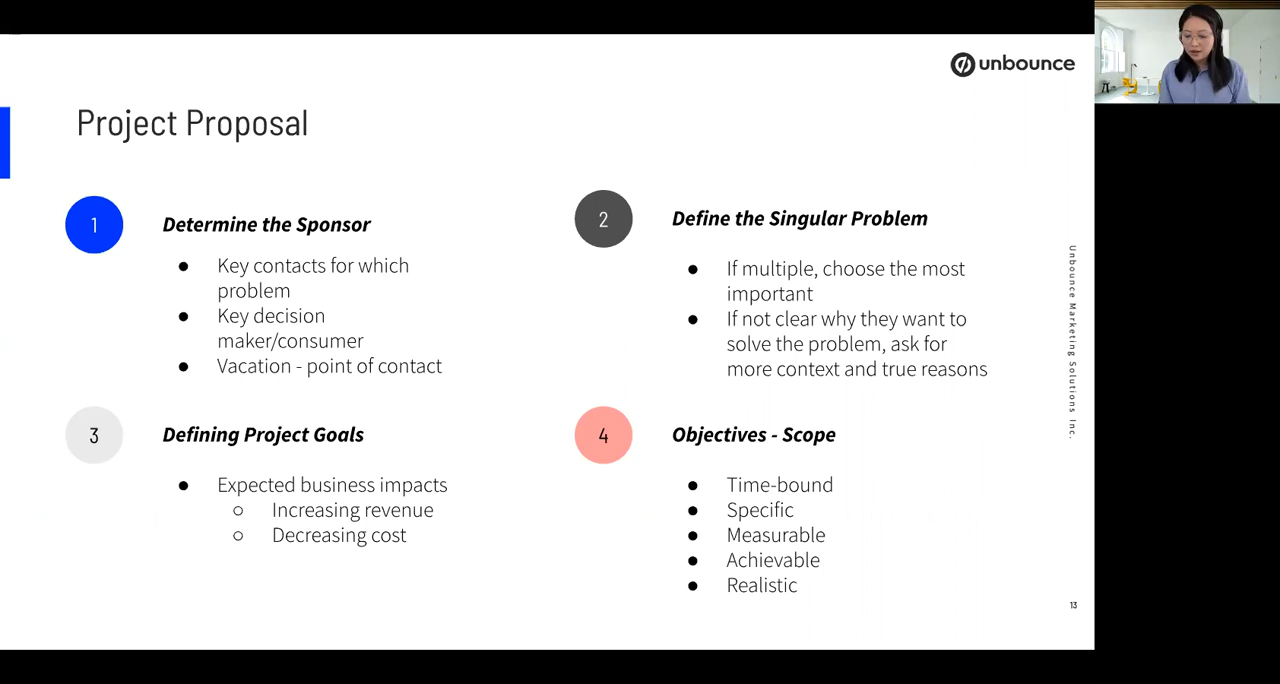 unbounce
Project Proposal
1
Determine the Sponsor
● Key contacts for which
problem
● Key decision
maker/consumer
● Vacation - point of contact
2
Define the Singular Problem
● If multiple, choose the most
important
● If not clear why they want to
solve the problem, ask for
more context and true reasons
3
Defining Project Goals
● Expected business impacts
○ Increasing revenue
○ Decreasing cost
4
Objectives - Scope
● Time-bound
● Specific
● Measurable
● Achievable
● Realistic
Unbounce Marketing Solutions Inc.
13